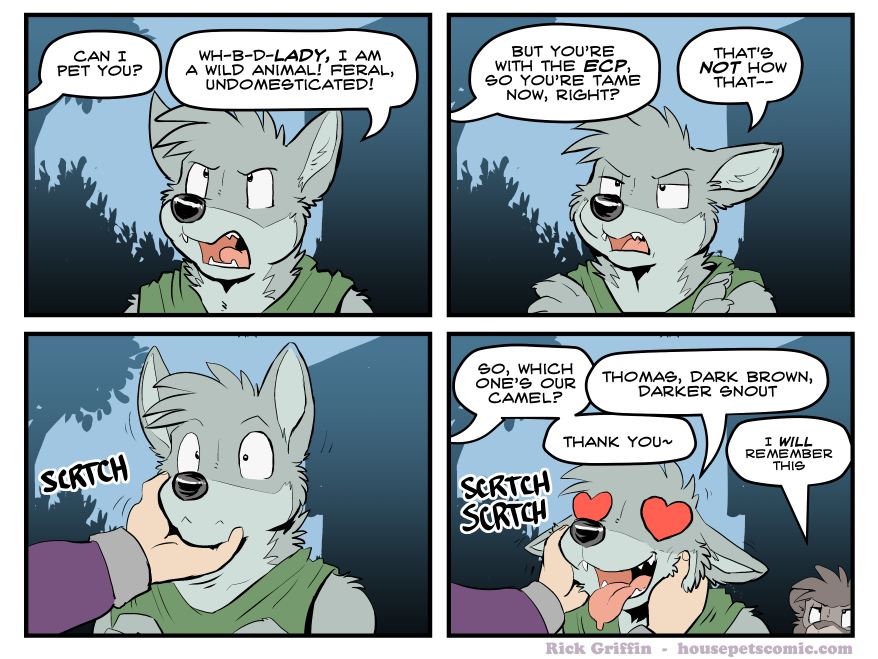 CAN I
PET YOU?
WH-B-D-LADY, I AM
A WILD ANIMAL! FERAL,
UNDOMESTICATED!
BUT YOU'RE
WITH THE ECP,
SO YOU'RE TAME
NOW, RIGHT?
THAT'S
NOT HOW
THAT--
SCRTCH
SO, WHICH
ONE'S OUR
CAMEL?
THOMAS, DARK BROWN,
DARKER SNOUT
THANK YOU~
I WILL
REMEMBER
THIS
SCRTCH
SCRTCH
Rick Griffin - housepetscomic.com